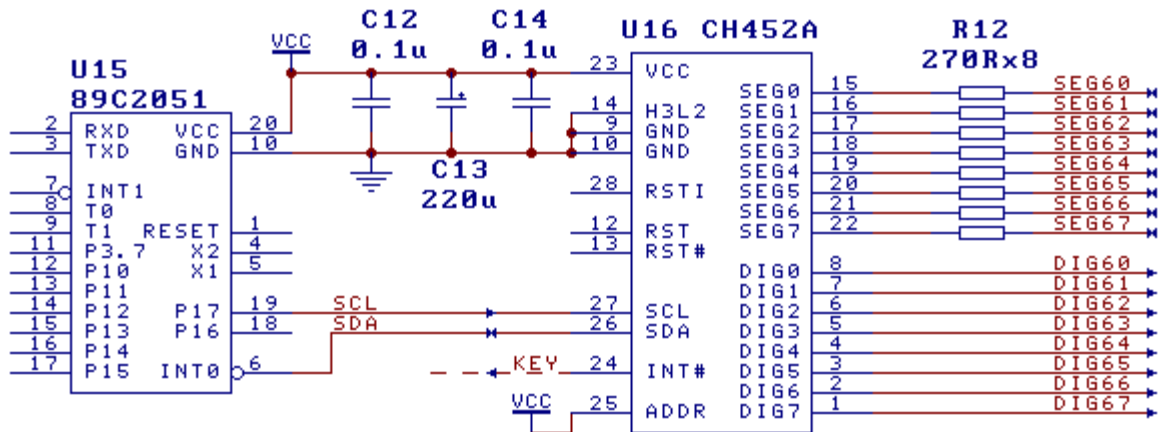 C12
0.1u
C14
0.1u
VCC
U16 CH452A
R12
270Rx8
U15
89C2051
2 RXD VCC 20
3 TXD GND 10
7 INT1
8 T0
9 T1 RESET 1
11 P3.7 X2 4
12 P10 X1 5
13 P11
14 P12 P17 19
15 P13 P16 18
16 P14
17 P15 INT0 6
C13
220u
SCL
SDA
KEY
VCC
23 VCC
14 H3L2
9 GND
10 GND
28 RSTI
12 RST
13 RST#
27 SCL
26 SDA
24 INT#
25 ADDR
SEG0 15 SEG60
SEG1 16 SEG61
SEG2 17 SEG62
SEG3 18 SEG63
SEG4 19 SEG64
SEG5 20 SEG65
SEG6 21 SEG66
SEG7 22 SEG67
DIG0 8 DIG60
DIG1 7 DIG61
DIG2 6 DIG62
DIG3 5 DIG63
DIG4 4 DIG64
DIG5 3 DIG65
DIG6 2 DIG66
DIG7 1 DIG67